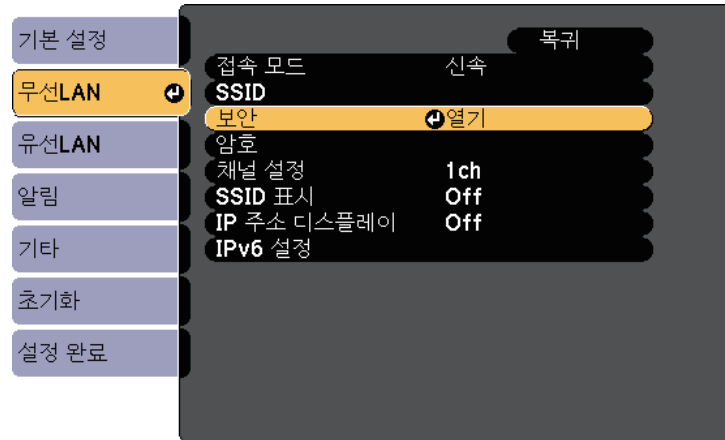 기본 설정
무선LAN
유선LAN
알림
기타
초기화
설정 완료
복귀
접속 모드 신속
SSID
보안 열기
암호
채널 설정 1ch
SSID 표시 Off
IP 주소 디스플레이 Off
IPv6 설정